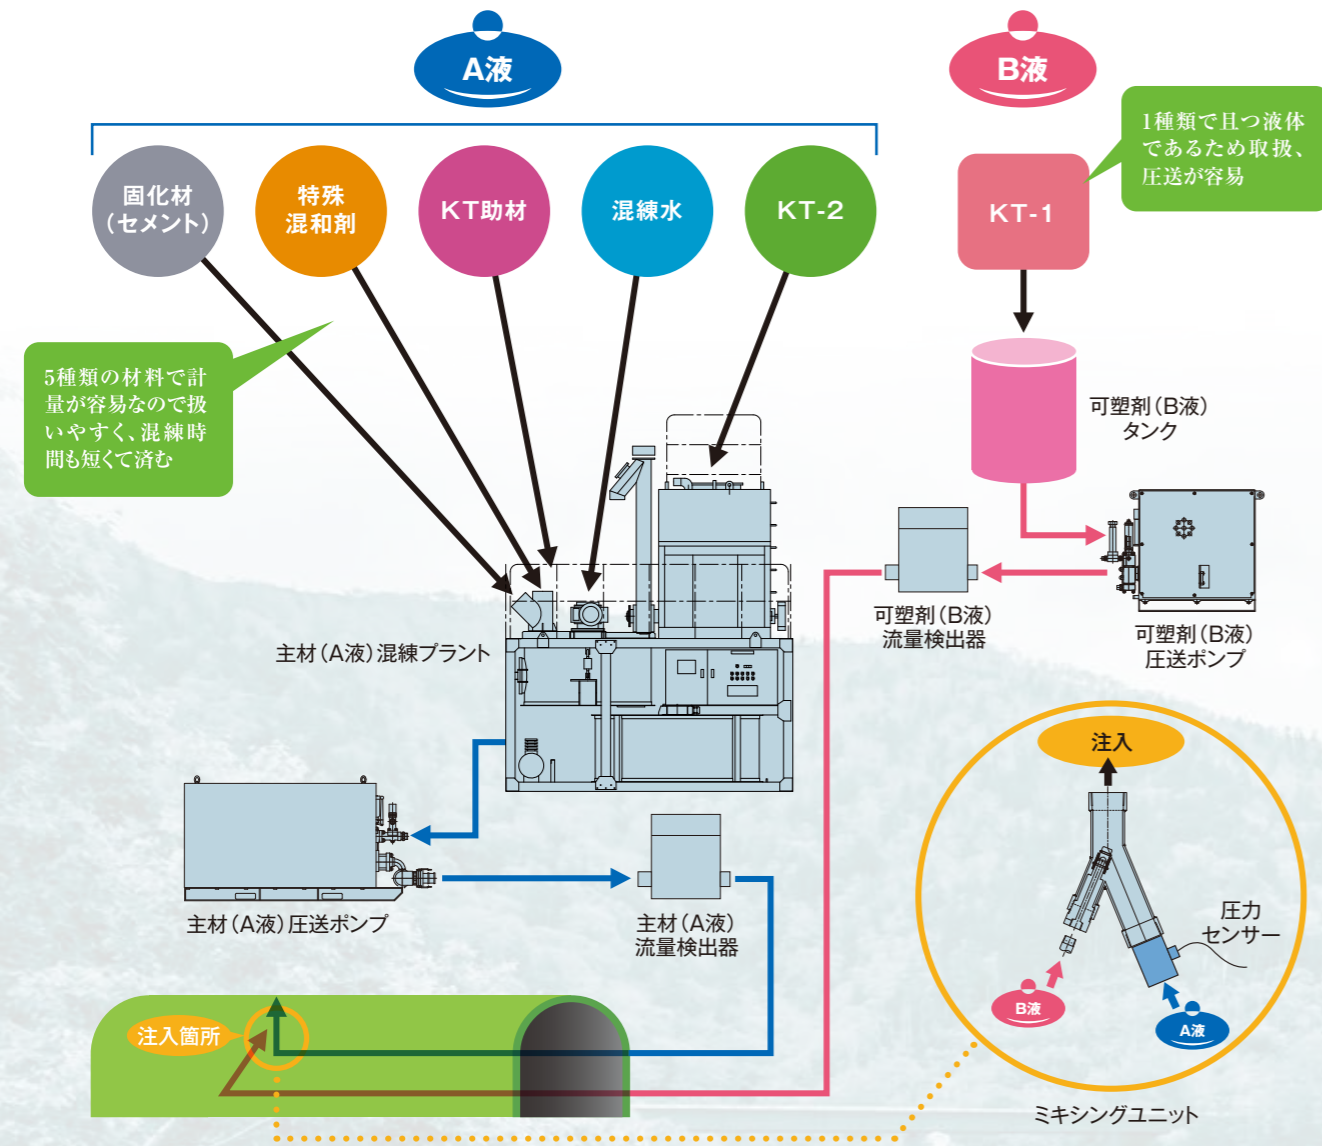 A液
B液
固化材
(セメント)
特殊
混和剤
KT助材
混練水
KT-2
KT-1
1種類で且つ液体
であるため取扱、
圧送が容易
5種類の材料で計
量が容易なので扱
いやすく、混練時
間も短くて済む
可塑剤(B液)
タンク
可塑剤(B液)
流量検出器
可塑剤(B液)
圧送ポンプ
主材(A液)混練プラント
主材(A液)圧送ポンプ
主材(A液)
流量検出器
注入箇所
注入
圧力
センサー
B液
A液
ミキシングユニット